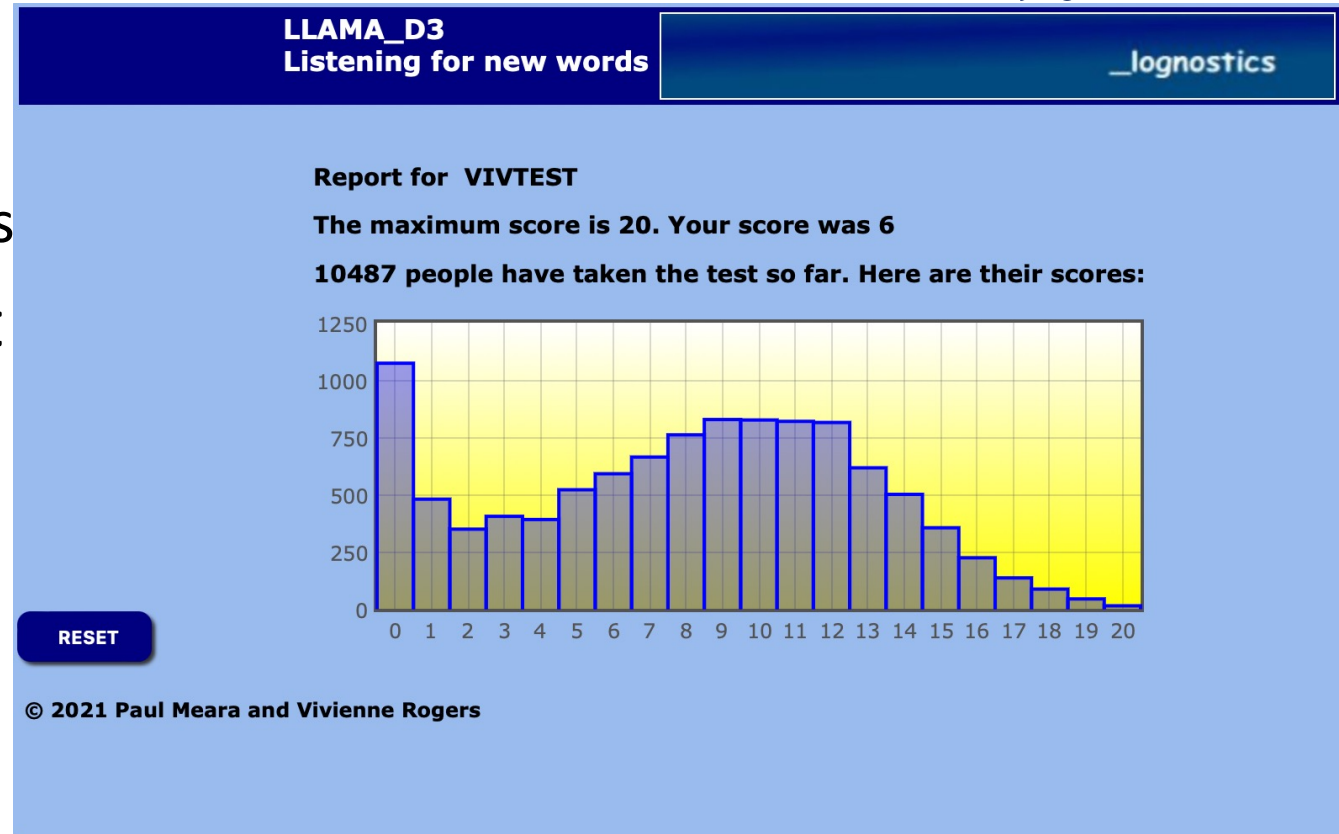 LLAMA_D3
Listening for new words
_lognostics
Report for VIVTEST
The maximum score is 20. Your score was 6
10487 people have taken the test so far. Here are their scores:
1250
1000
750
500
250
0
0 1 2 3 4 5 6 7 8 9 10 11 12 13 14 15 16 17 18 19 20
RESET
© 2021 Paul Meara and Vivienne Rogers